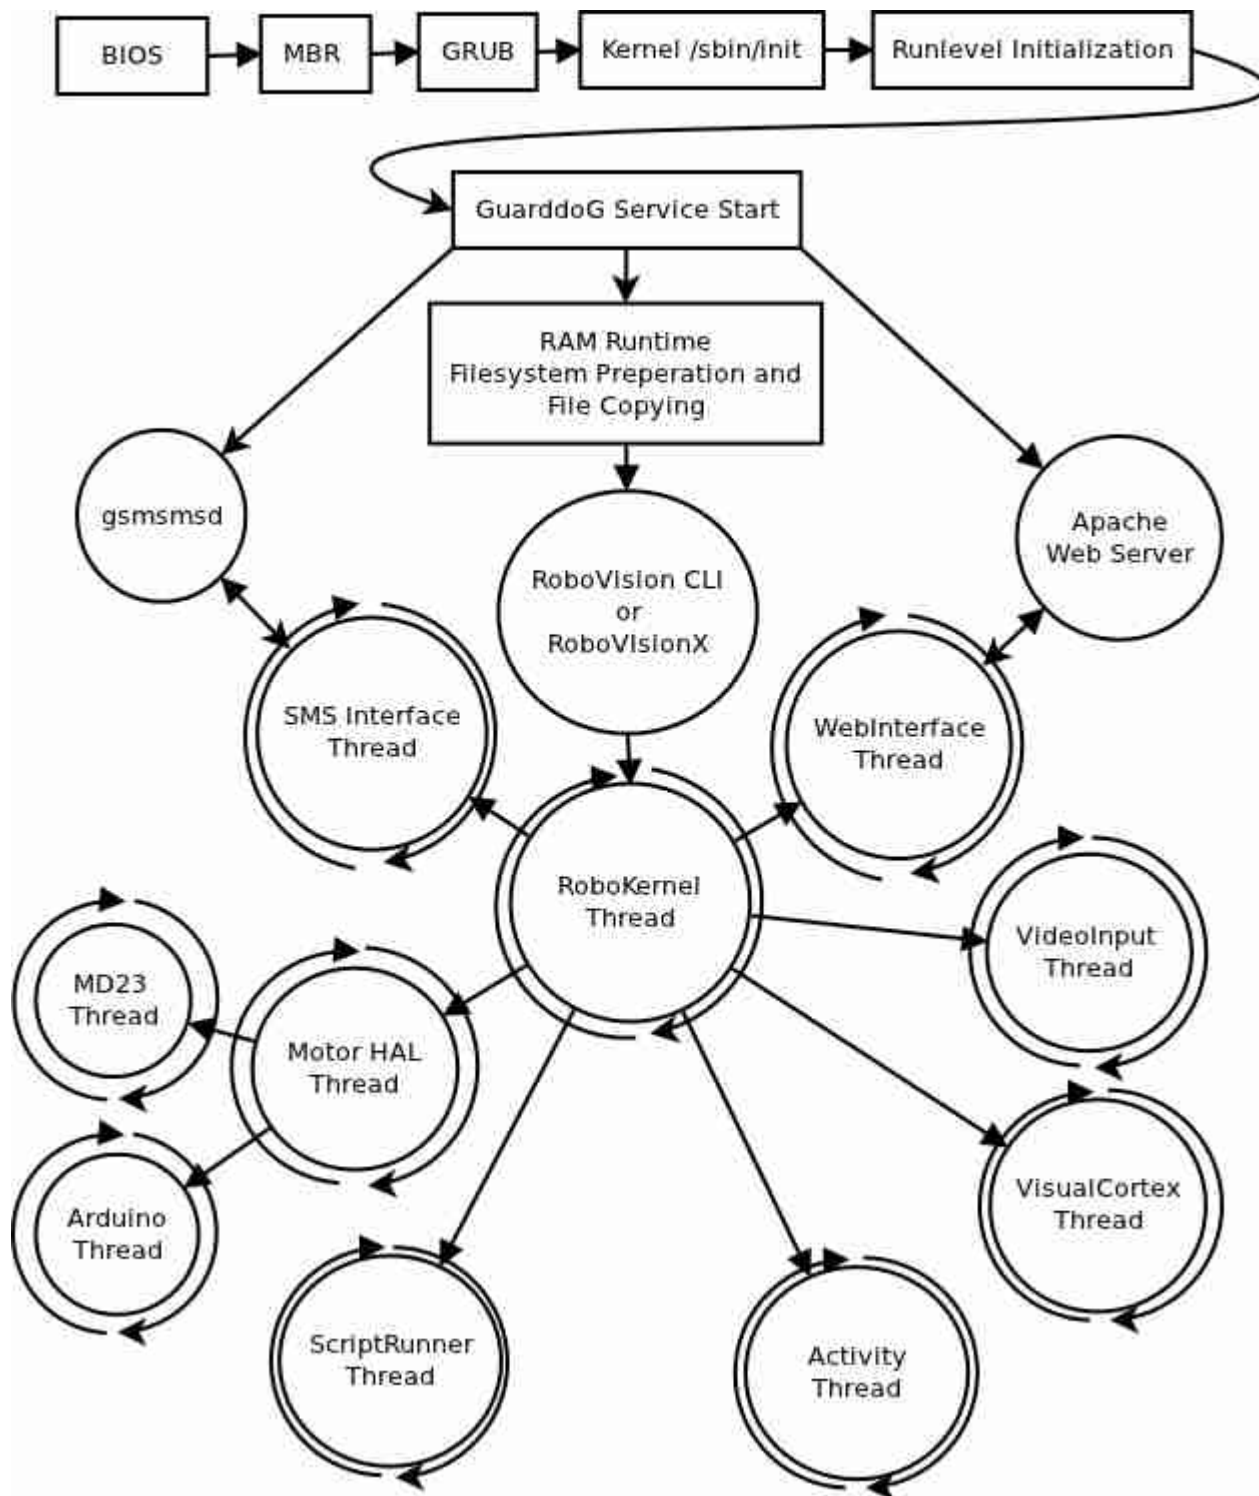 BIOS
MBR
GRUB
Kernel /sbin/init
Runlevel Initialization
GuarddoG Service Start
RAM Runtime
Filesystem Preperation and
File Copying
gsmsmsd
Apache
Web Server
RoboVision CLI
or
RoboVIsionX
SMS Interface
Thread
WebInterface
Thread
RoboKernel
Thread
VideoInput
Thread
MD23
Thread
Motor HAL
Thread
VisualCortex
Thread
Arduino
Thread
ScriptRunner
Thread
Activity
Thread